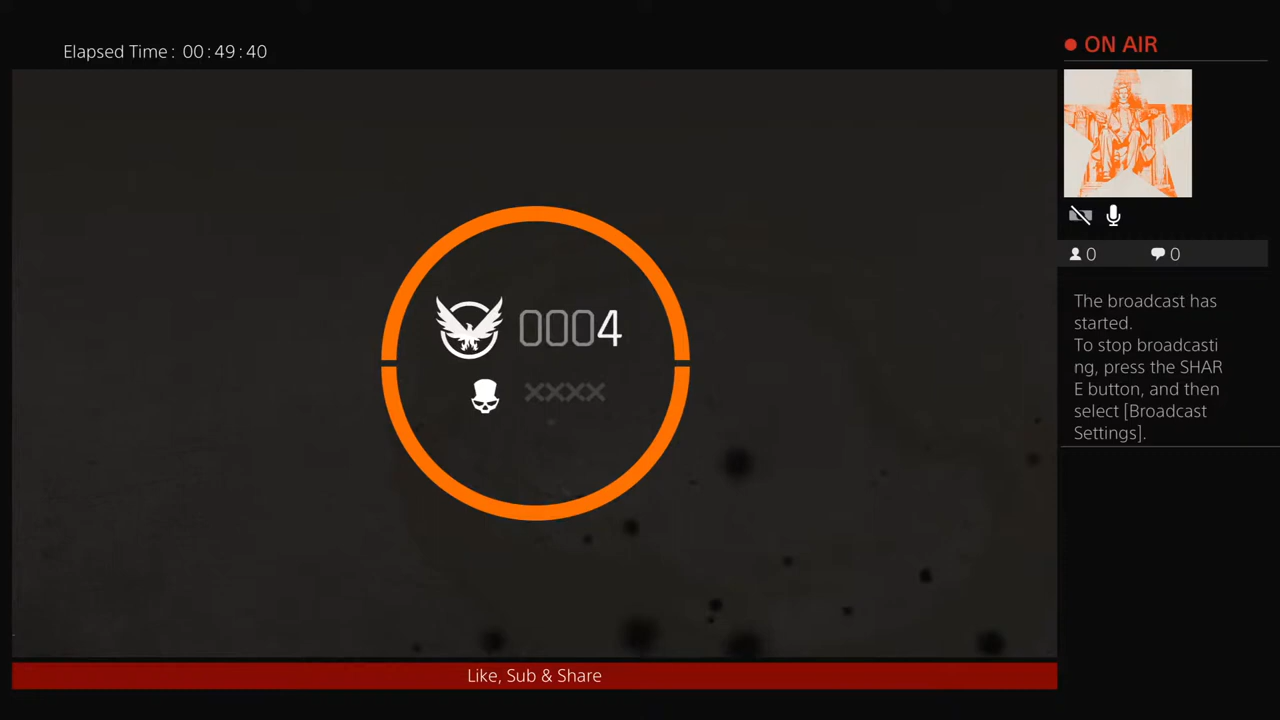 Elapsed Time : 00:49:40
ON AIR
0004
××××
0 0
The broadcast has
started.
To stop broadcasti
ng, press the SHAR
E button, and then
select [Broadcast
Settings].
Like, Sub & Share